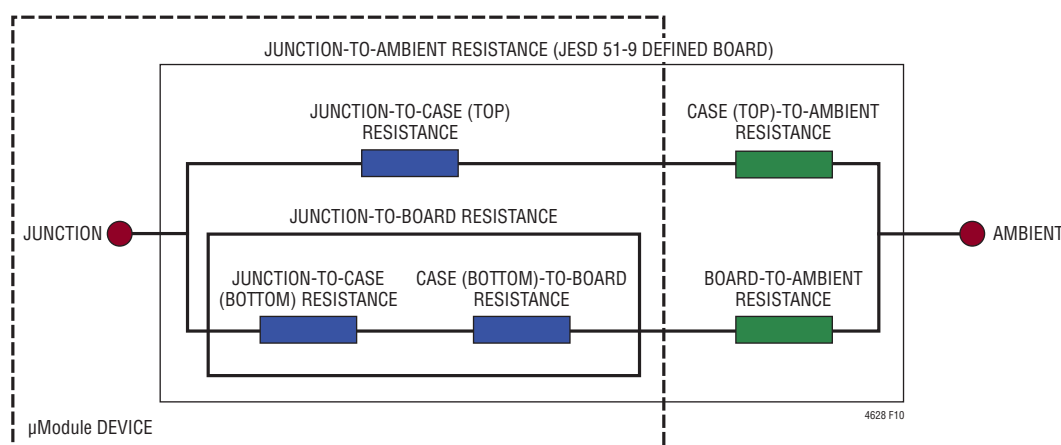 JUNCTION-TO-AMBIENT RESISTANCE (JESD 51-9 DEFINED BOARD)
JUNCTION-TO-CASE (TOP)
RESISTANCE
CASE (TOP)-TO-AMBIENT
RESISTANCE
JUNCTION-TO-BOARD RESISTANCE
JUNCTION
AMBIENT
JUNCTION-TO-CASE
(BOTTOM) RESISTANCE
CASE (BOTTOM)-TO-BOARD
RESISTANCE
BOARD-TO-AMBIENT
RESISTANCE
4628 F10
µModule DEVICE